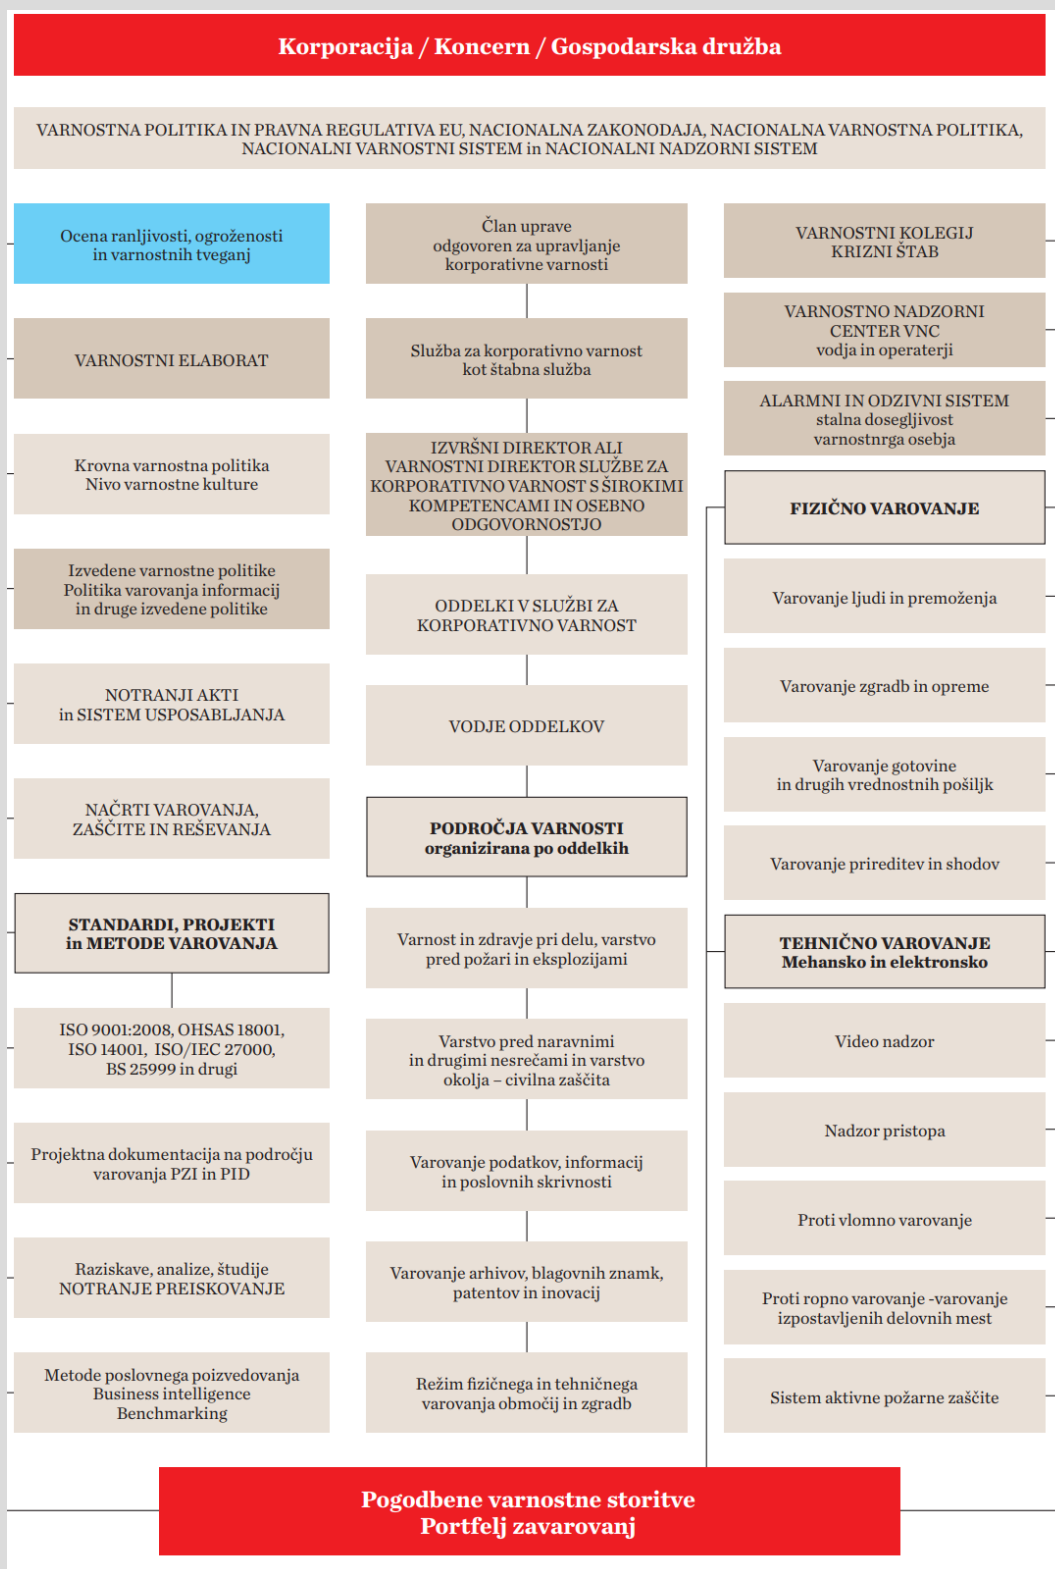 Korporacija / Koncern / Gospodarska družba
VARNOSTNA POLITIKA IN PRAVNA REGULATIVA EU, NACIONALNA ZAKONODAJA, NACIONALNA VARNOSTNA POLITIKA,
NACIONALNI VARNOSTNI SISTEM in NACIONALNI NADZORNI SISTEM
Ocena ranljivosti, ogroženosti
in varnostnih tveganj
VARNOSTNI ELABORAT
Krovna varnostna politika
Nivo varnostne kulture
Izvedene varnostne politike
Politika varovanja informacij
in druge izvedene politike
NOTRANJI AKTI
in SISTEM USPOSABLJANJA
NAČRTI VAROVANJA,
ZAŠČITE IN REŠEVANJA
STANDARDI, PROJEKTI
in METODE VAROVANJA
ISO 9001:2008, OHSAS 18001,
ISO 14001, ISO/IEC 27000,
BS 25999 in drugi
Projektna dokumentacija na področju
varovanja PZI in PID
Raziskave, analize, študije
NOTRANJE PREISKOVANJE
Metode poslovnega poizvedovanja
Business intelligence
Benchmarking
Član uprave
odgovoren za upravljanje
korporativne varnosti
Služba za korporativno varnost
kot štabna služba
IZVRŠNI DIREKTOR ALI
VARNOSTNI DIREKTOR SLUŽBE ZA
KORPORATIVNO VARNOST S ŠIROKIMI
KOMPETENCAMI IN OSEBNO
ODGOVORNOSTJO
ODDELKI V SLUŽBI ZA
KORPORATIVNO VARNOST
VODJE ODDELKOV
PODROČJA VARNOSTI
organizirana po oddelkih
Varnost in zdravje pri delu, varstvo
pred požari in eksplozijami
Varstvo pred naravnimi
in drugimi nesrečami in varstvo
okolja – civilna zaščita
Varovanje podatkov, informacij
in poslovnih skrivnosti
Varovanje arhivov, blagovnih znamk,
patentov in inovacij
Režim fizičnega in tehničnega
varovanja območij in zgradb
VARNOSTNI KOLEGIJ
KRIZNI ŠTAB
VARNOSTNO NADZORNI
CENTER VNC
vodja in operaterji
ALARMNI IN ODZIVNI SISTEM
stalna dosegljivost
varnostnrga osebja
FIZIČNO VAROVANJE
Varovanje ljudi in premoženja
Varovanje zgradb in opreme
Varovanje gotovine
in drugih vrednostnih pošiljk
Varovanje prireditev in shodov
TEHNIČNO VAROVANJE
Mehansko in elektronsko
Video nadzor
Nadzor pristopa
Proti vlomno varovanje
Proti ropno varovanje -varovanje
izpostavljenih delovnih mest
Sistem aktivne požarne zaščite
Pogodbene varnostne storitve
Portfelj zavarovanj